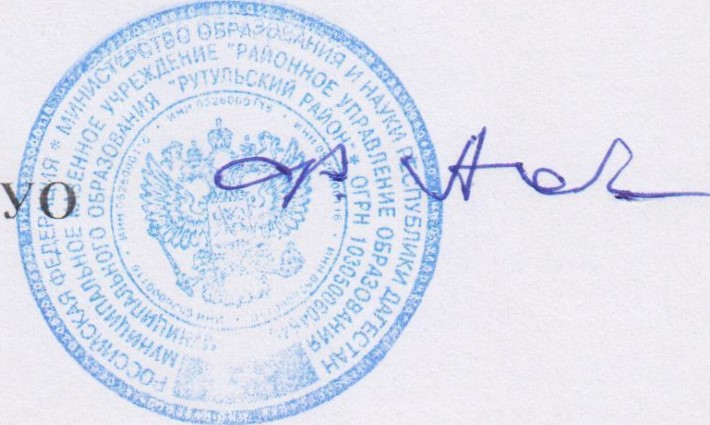 УО
РОССИЙСКАЯ ФЕДЕРАЦИЯ * МИНИСТЕРСТВО ОБРАЗОВАНИЯ И НАУКИ РЕСПУБЛИКИ ДАГЕСТАН
МУНИЦИПАЛЬНОЕ КАЗЕННОЕ УЧРЕЖДЕНИЕ "РАЙОННОЕ УПРАВЛЕНИЕ ОБРАЗОВАНИЯ
МУНИЦИПАЛЬНОГО ОБРАЗОВАНИЯ "РУТУЛЬСКИЙ РАЙОН" * ОГРН
ИНН